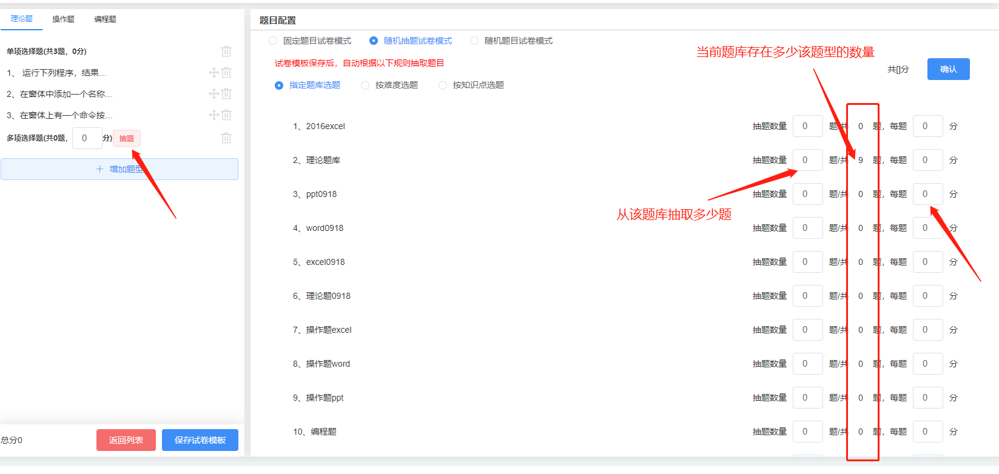 理论题 操作题 编程题
单项选择题(共3题，0分)
1、 运行下列程序，结果...
2、在窗体中添加一个名称...
3、在窗体上有一个命令按...
多项选择题(共0题， 0 分) 抽题
＋ 增加题型
总分0 返回列表 保存试卷模板
题目配置
固定题目试卷模式 随机抽题试卷模式 随机题目试卷模式
当前题库存在多少该题型的数量
试卷模板保存后，自动根据以下规则抽取题目
共[]分 确认
指定题库选题 按难度选题 按知识点选题
1、2016excel 抽题数量 0 题/共 0 题，每题 0 分
2、理论题库 抽题数量 0 题/共 9 题，每题 0 分
3、ppt0918 抽题数量 0 题/共 0 题，每题 0 分
从该题库抽取多少题
4、word0918 抽题数量 0 题/共 0 题，每题 0 分
5、excel0918 抽题数量 0 题/共 0 题，每题 0 分
6、理论题0918 抽题数量 0 题/共 0 题，每题 0 分
7、操作题excel 抽题数量 0 题/共 0 题，每题 0 分
8、操作题word 抽题数量 0 题/共 0 题，每题 0 分
9、操作题ppt 抽题数量 0 题/共 0 题，每题 0 分
10、编程题 抽题数量 0 题/共 0 题，每题 0 分